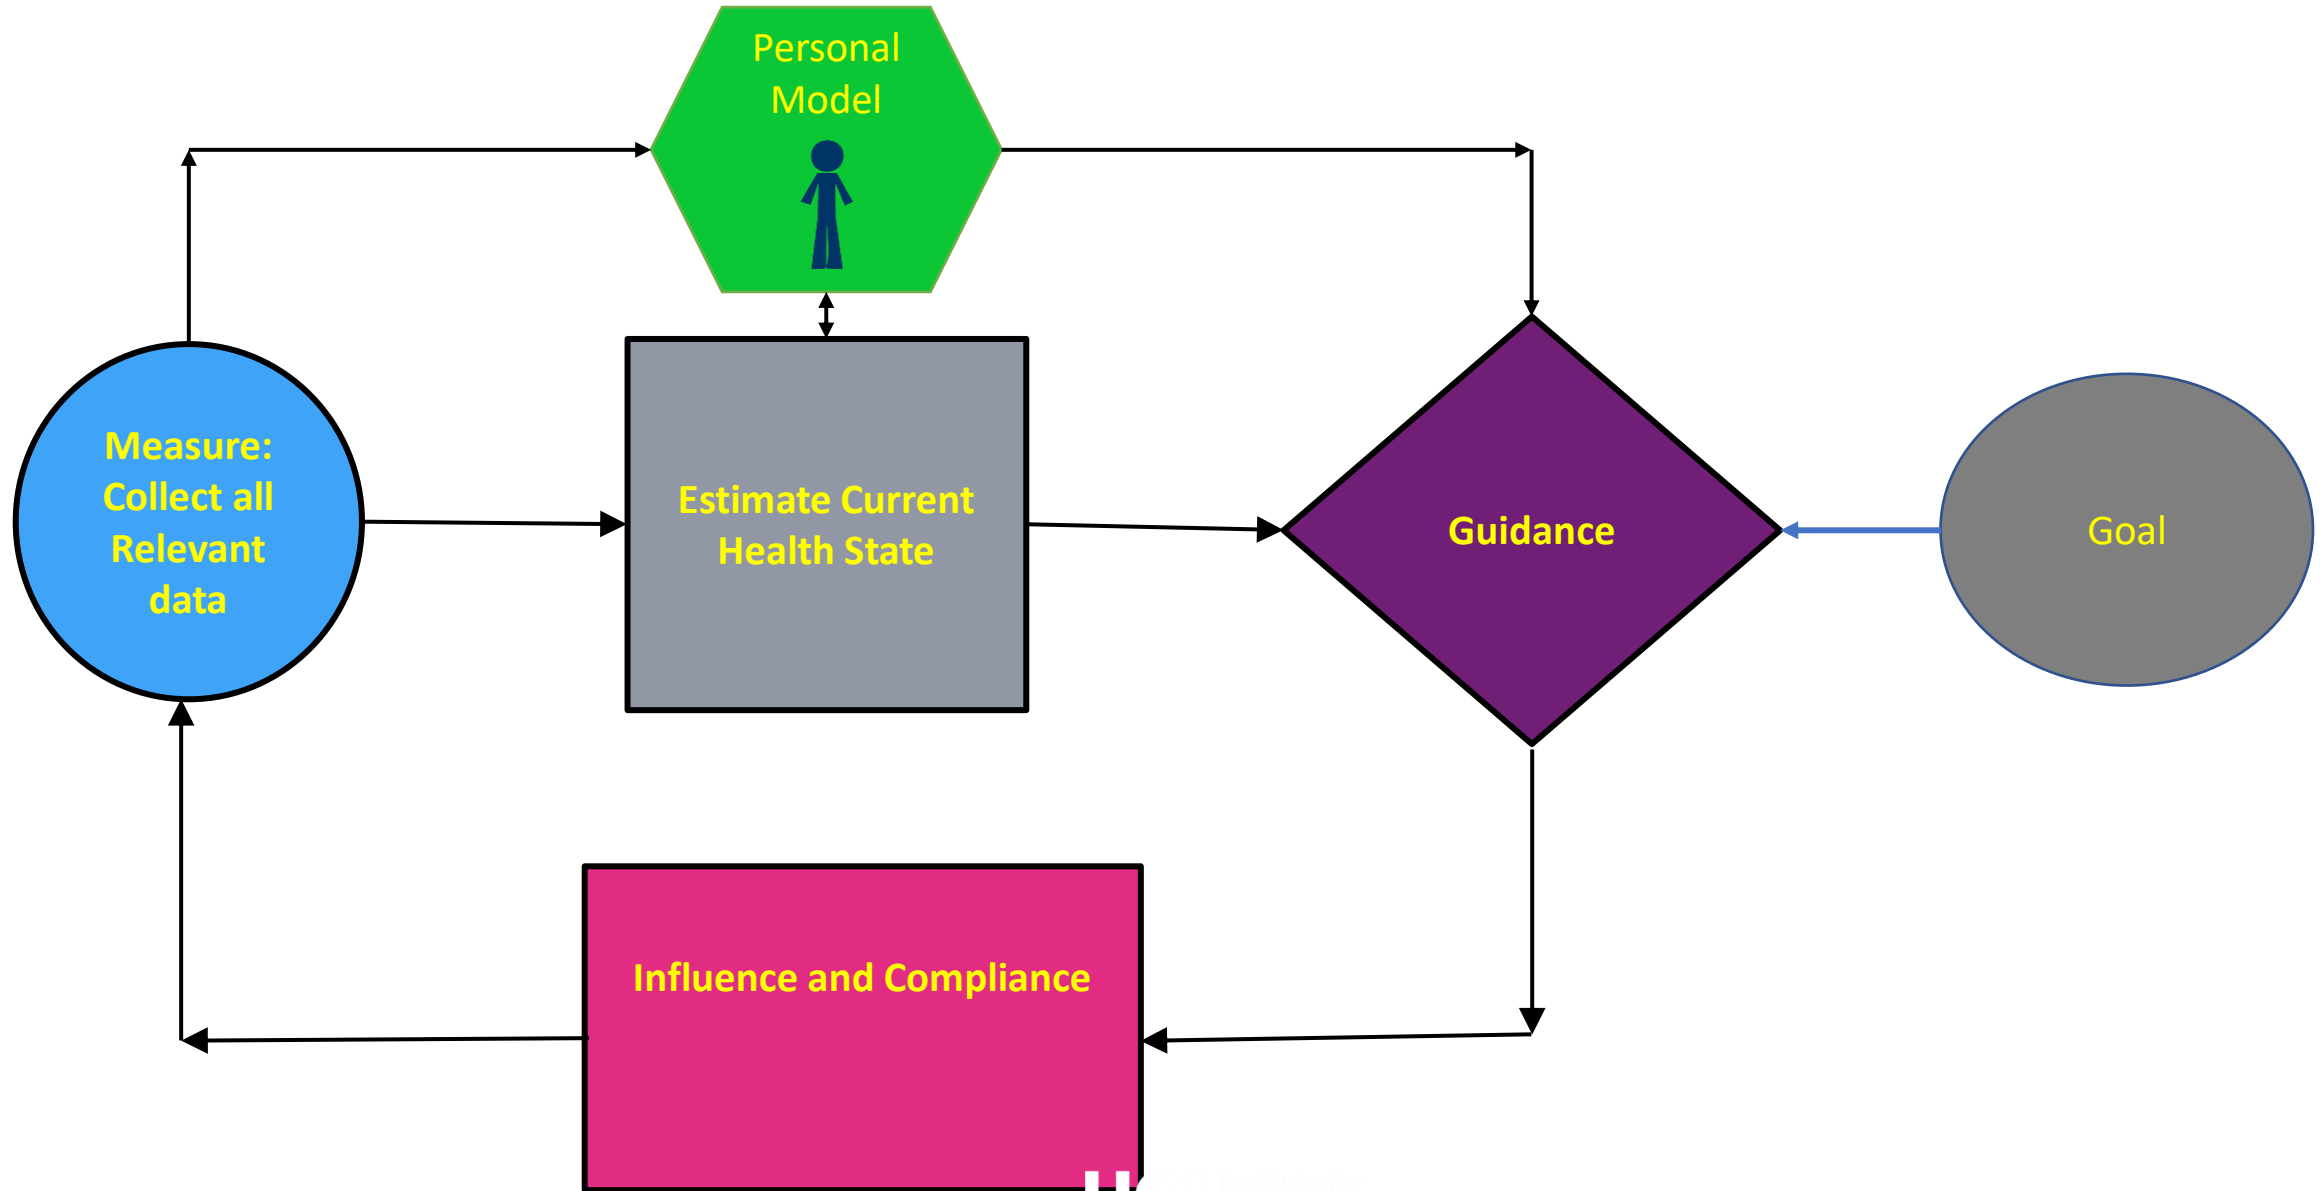 Personal
Model
Measure:
Collect all
Relevant
data
Estimate Current
Health State
Guidance
Goal
Influence and Compliance